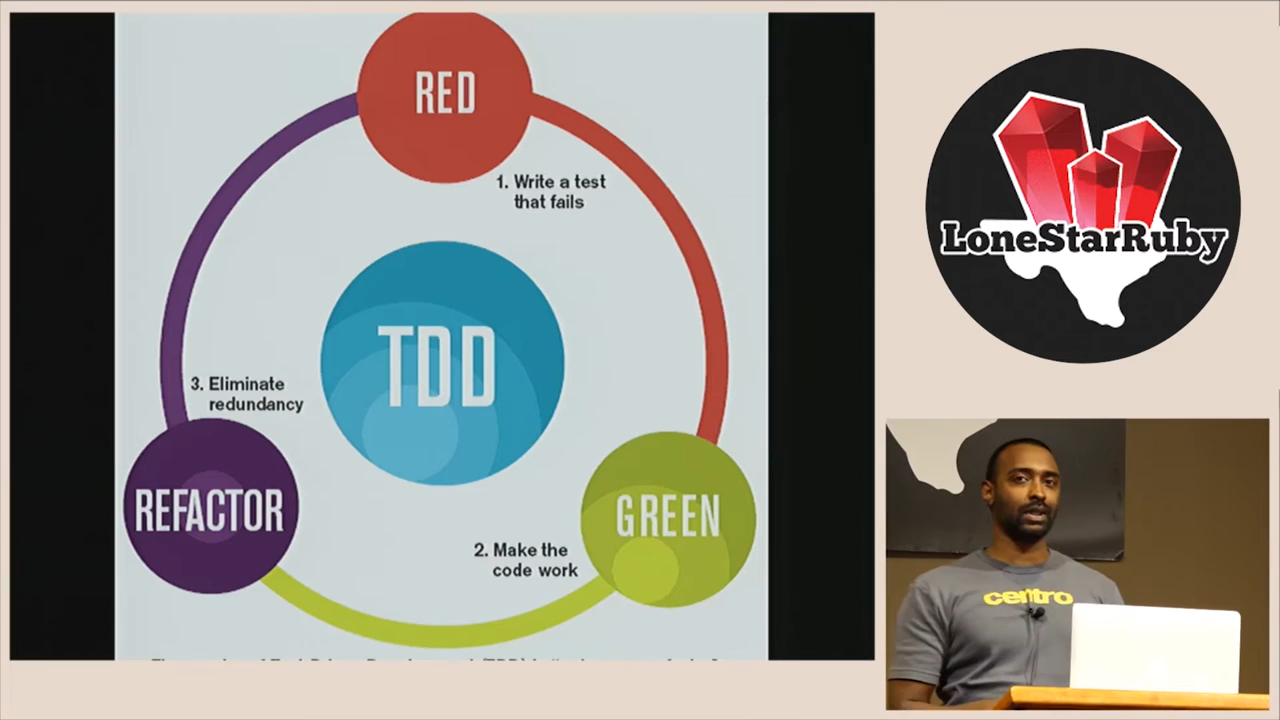 RED
1. Write a test
that fails
TDD
3. Eliminate
redundancy
REFACTOR
GREEN
2. Make the
code work
LoneStarRuby
centro